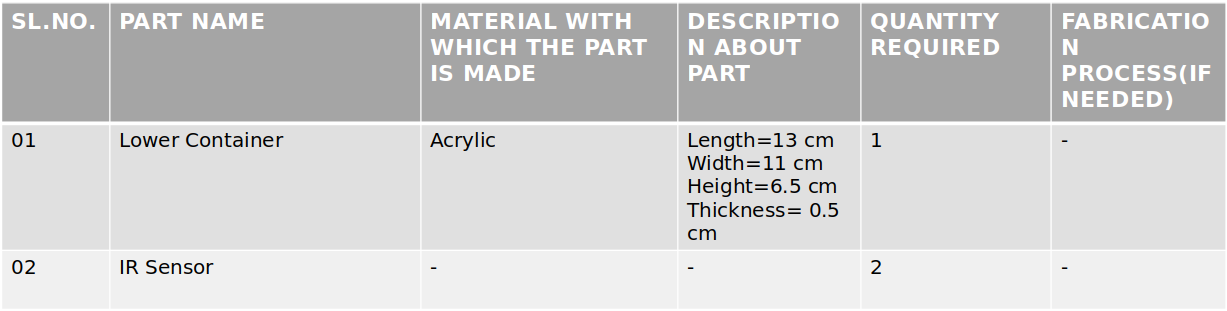 SL.NO.
PART NAME
MATERIAL WITH
WHICH THE PART
IS MADE
DESCRIPTIO
N ABOUT
PART
QUANTITY
REQUIRED
FABRICATIO
N
PROCESS(IF
NEEDED)
01
Lower Container
Acrylic
Length=13 cm
Width=11 cm
Height=6.5 cm
Thickness= 0.5
cm
1
-
02
IR Sensor
-
-
2
-